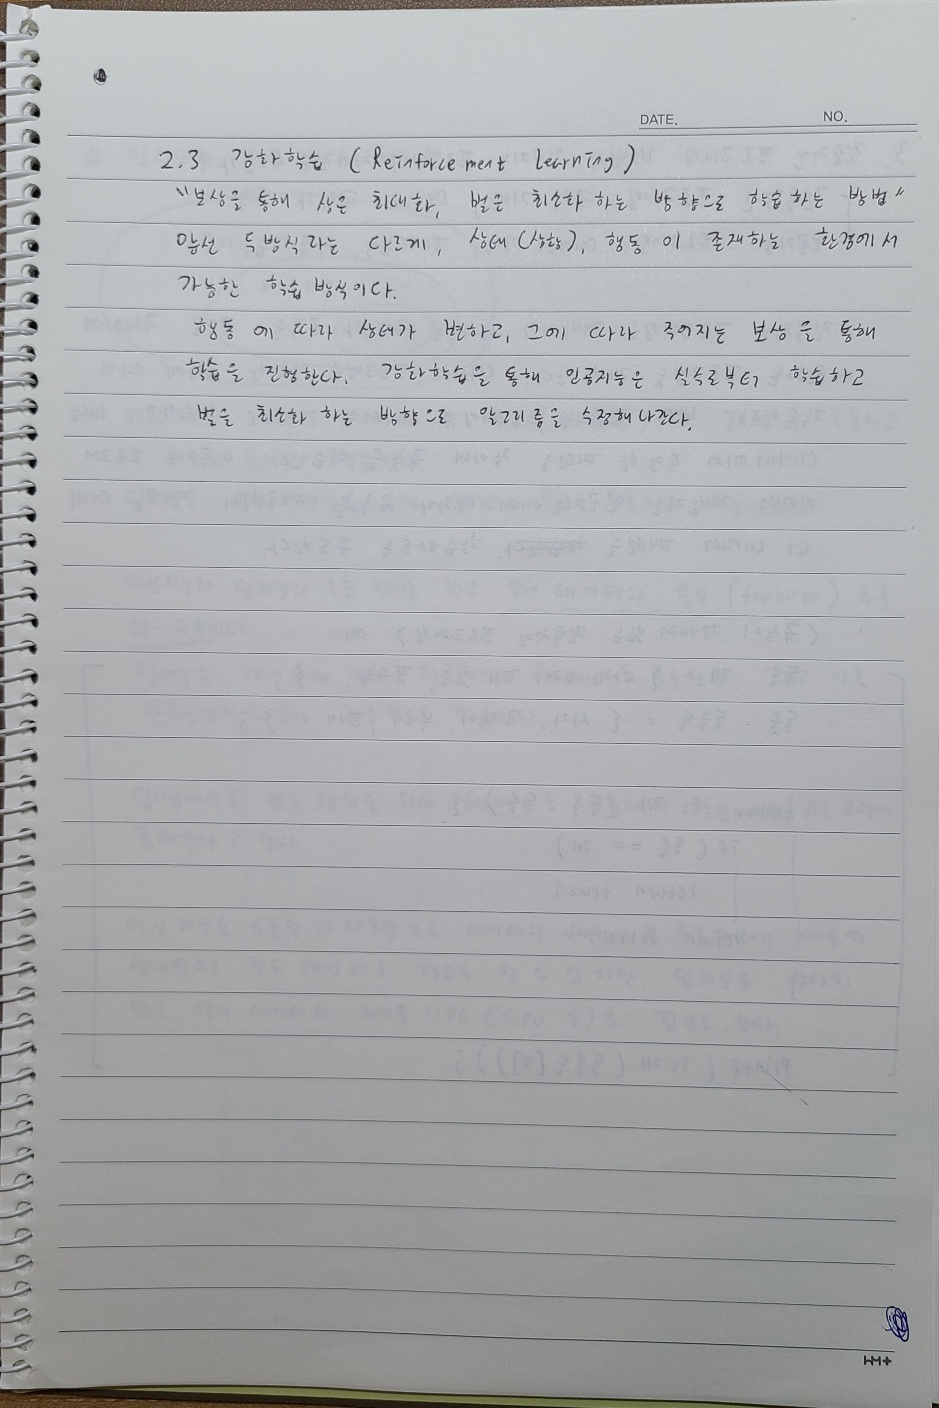 DATE. NO.
2.3 강화학습 (Reinforcement Learning)
"보상을 통해 상은 최대화, 벌은 최소화 하는 방향으로 학습하는 방법"
앞선 두방식과는 다르게, 상태(상황), 행동 이 존재하는 환경에서
가능한 학습 방식이다.
행동 에 따라 상태가 변하고, 그에 따라 주어지는 보상 을 통해
학습을 진행한다. 강화학습을 통해 인공지능은 실수로부터 학습하고
벌을 최소화 하는 방향으로 알고리즘을 수정해 나간다.